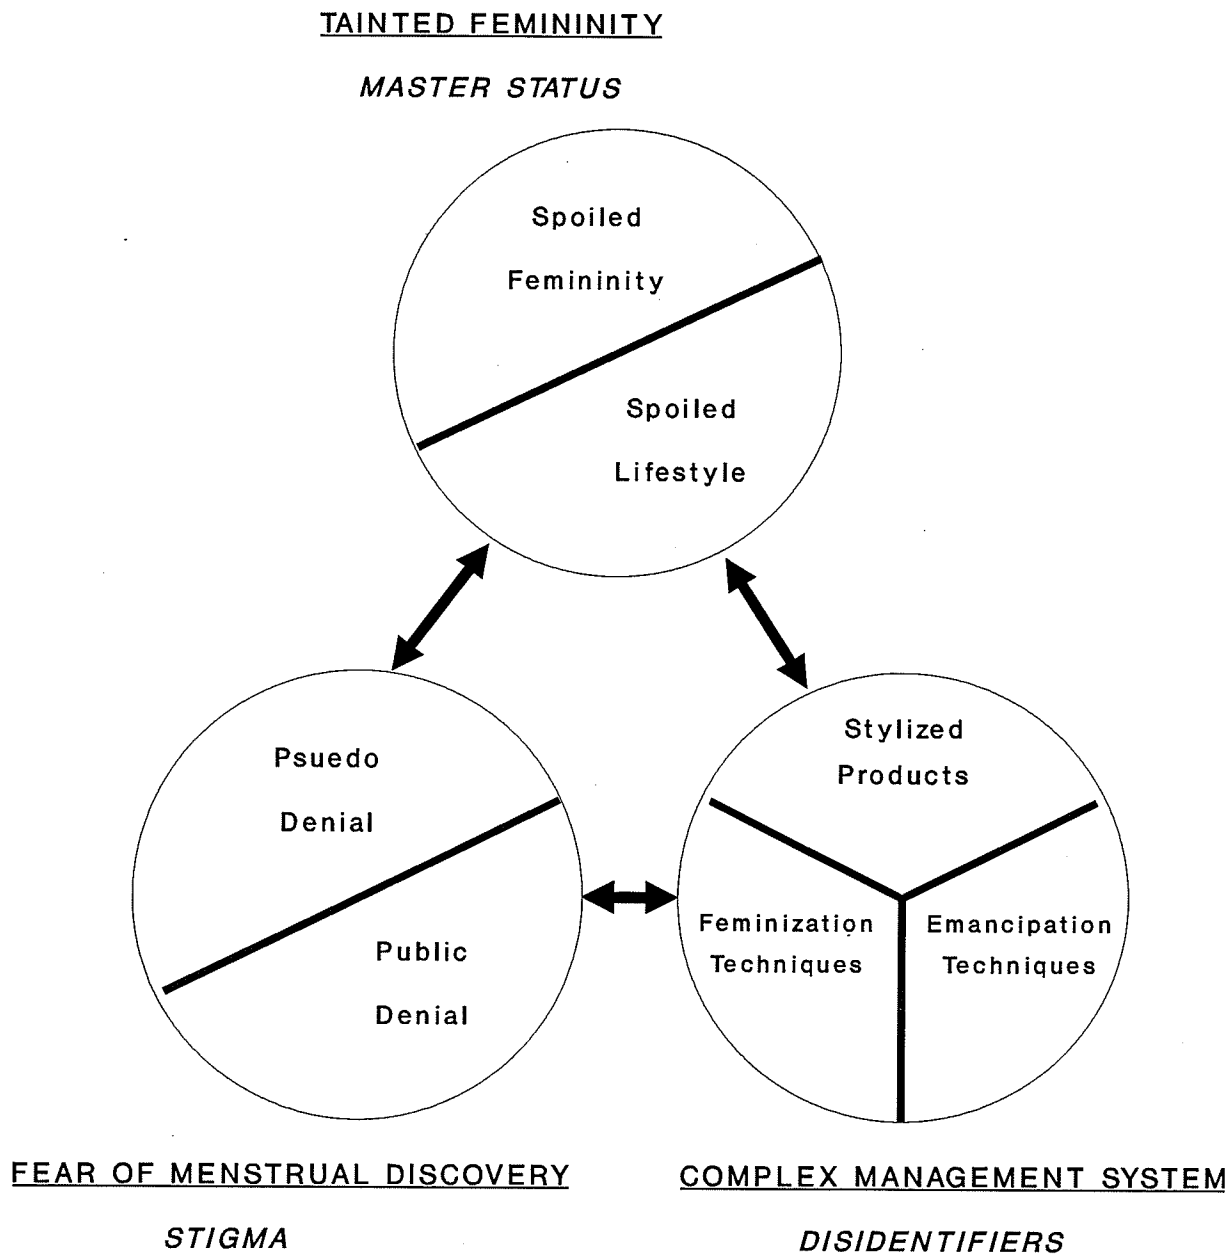 TAINTED FEMININITY
MASTER STATUS
Spoiled
Femininity
Spoiled
Lifestyle
Psuedo
Denial
Public
Denial
Stylized
Products
Feminization
Techniques
Emancipation
Techniques
FEAR OF MENSTRUAL DISCOVERY
STIGMA
COMPLEX MANAGEMENT SYSTEM
DISIDENTIFIERS